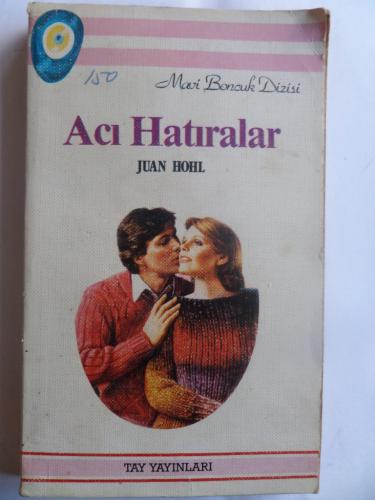 150
Mavi Boncuk Dizisi
Acı Hatıralar
JUAN HOHL
TAY YAYINLARI